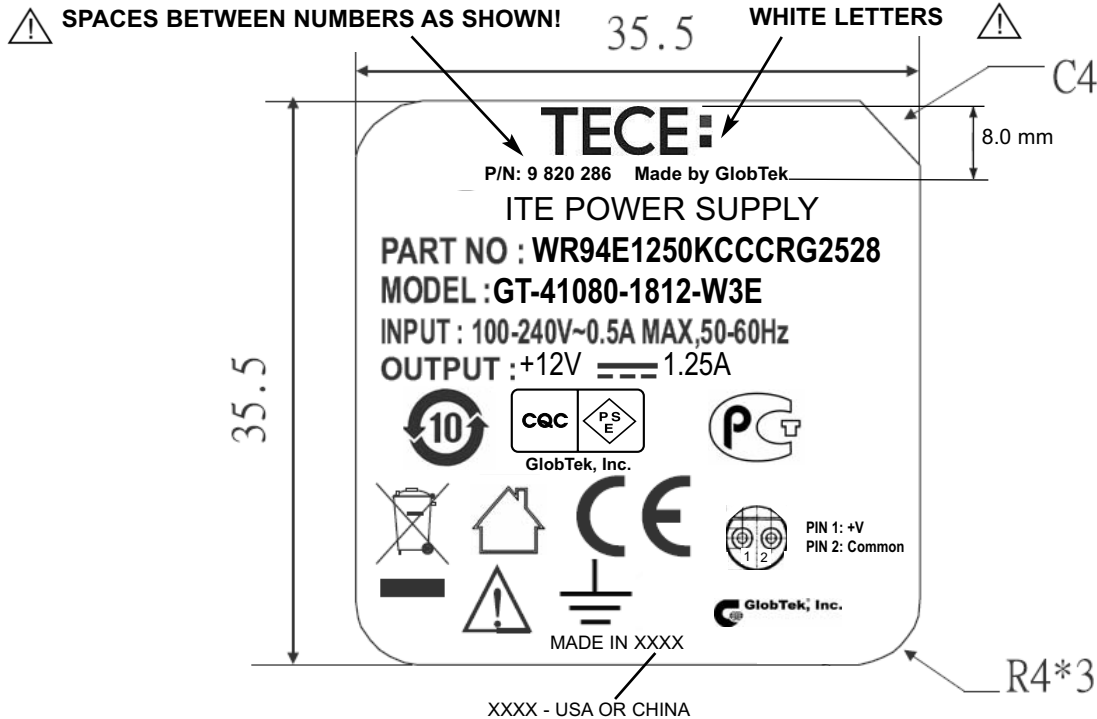 SPACES BETWEEN NUMBERS AS SHOWN!
WHITE LETTERS
35.5
C4
8.0 mm
TECE:
P/N: 9 820 286 Made by GlobTek
ITE POWER SUPPLY
PART NO : WR94E1250KCCCRG2528
MODEL :GT-41080-1812-W3E
INPUT : 100-240V~0.5A MAX,50-60Hz
OUTPUT :+12V 1.25A
35.5
10
CQC
PS
E
PCT
GlobTek, Inc.
CE
1 2
PIN 1: +V
PIN 2: Common
GlobTek, Inc.
MADE IN XXXX
R4*3
XXXX - USA OR CHINA